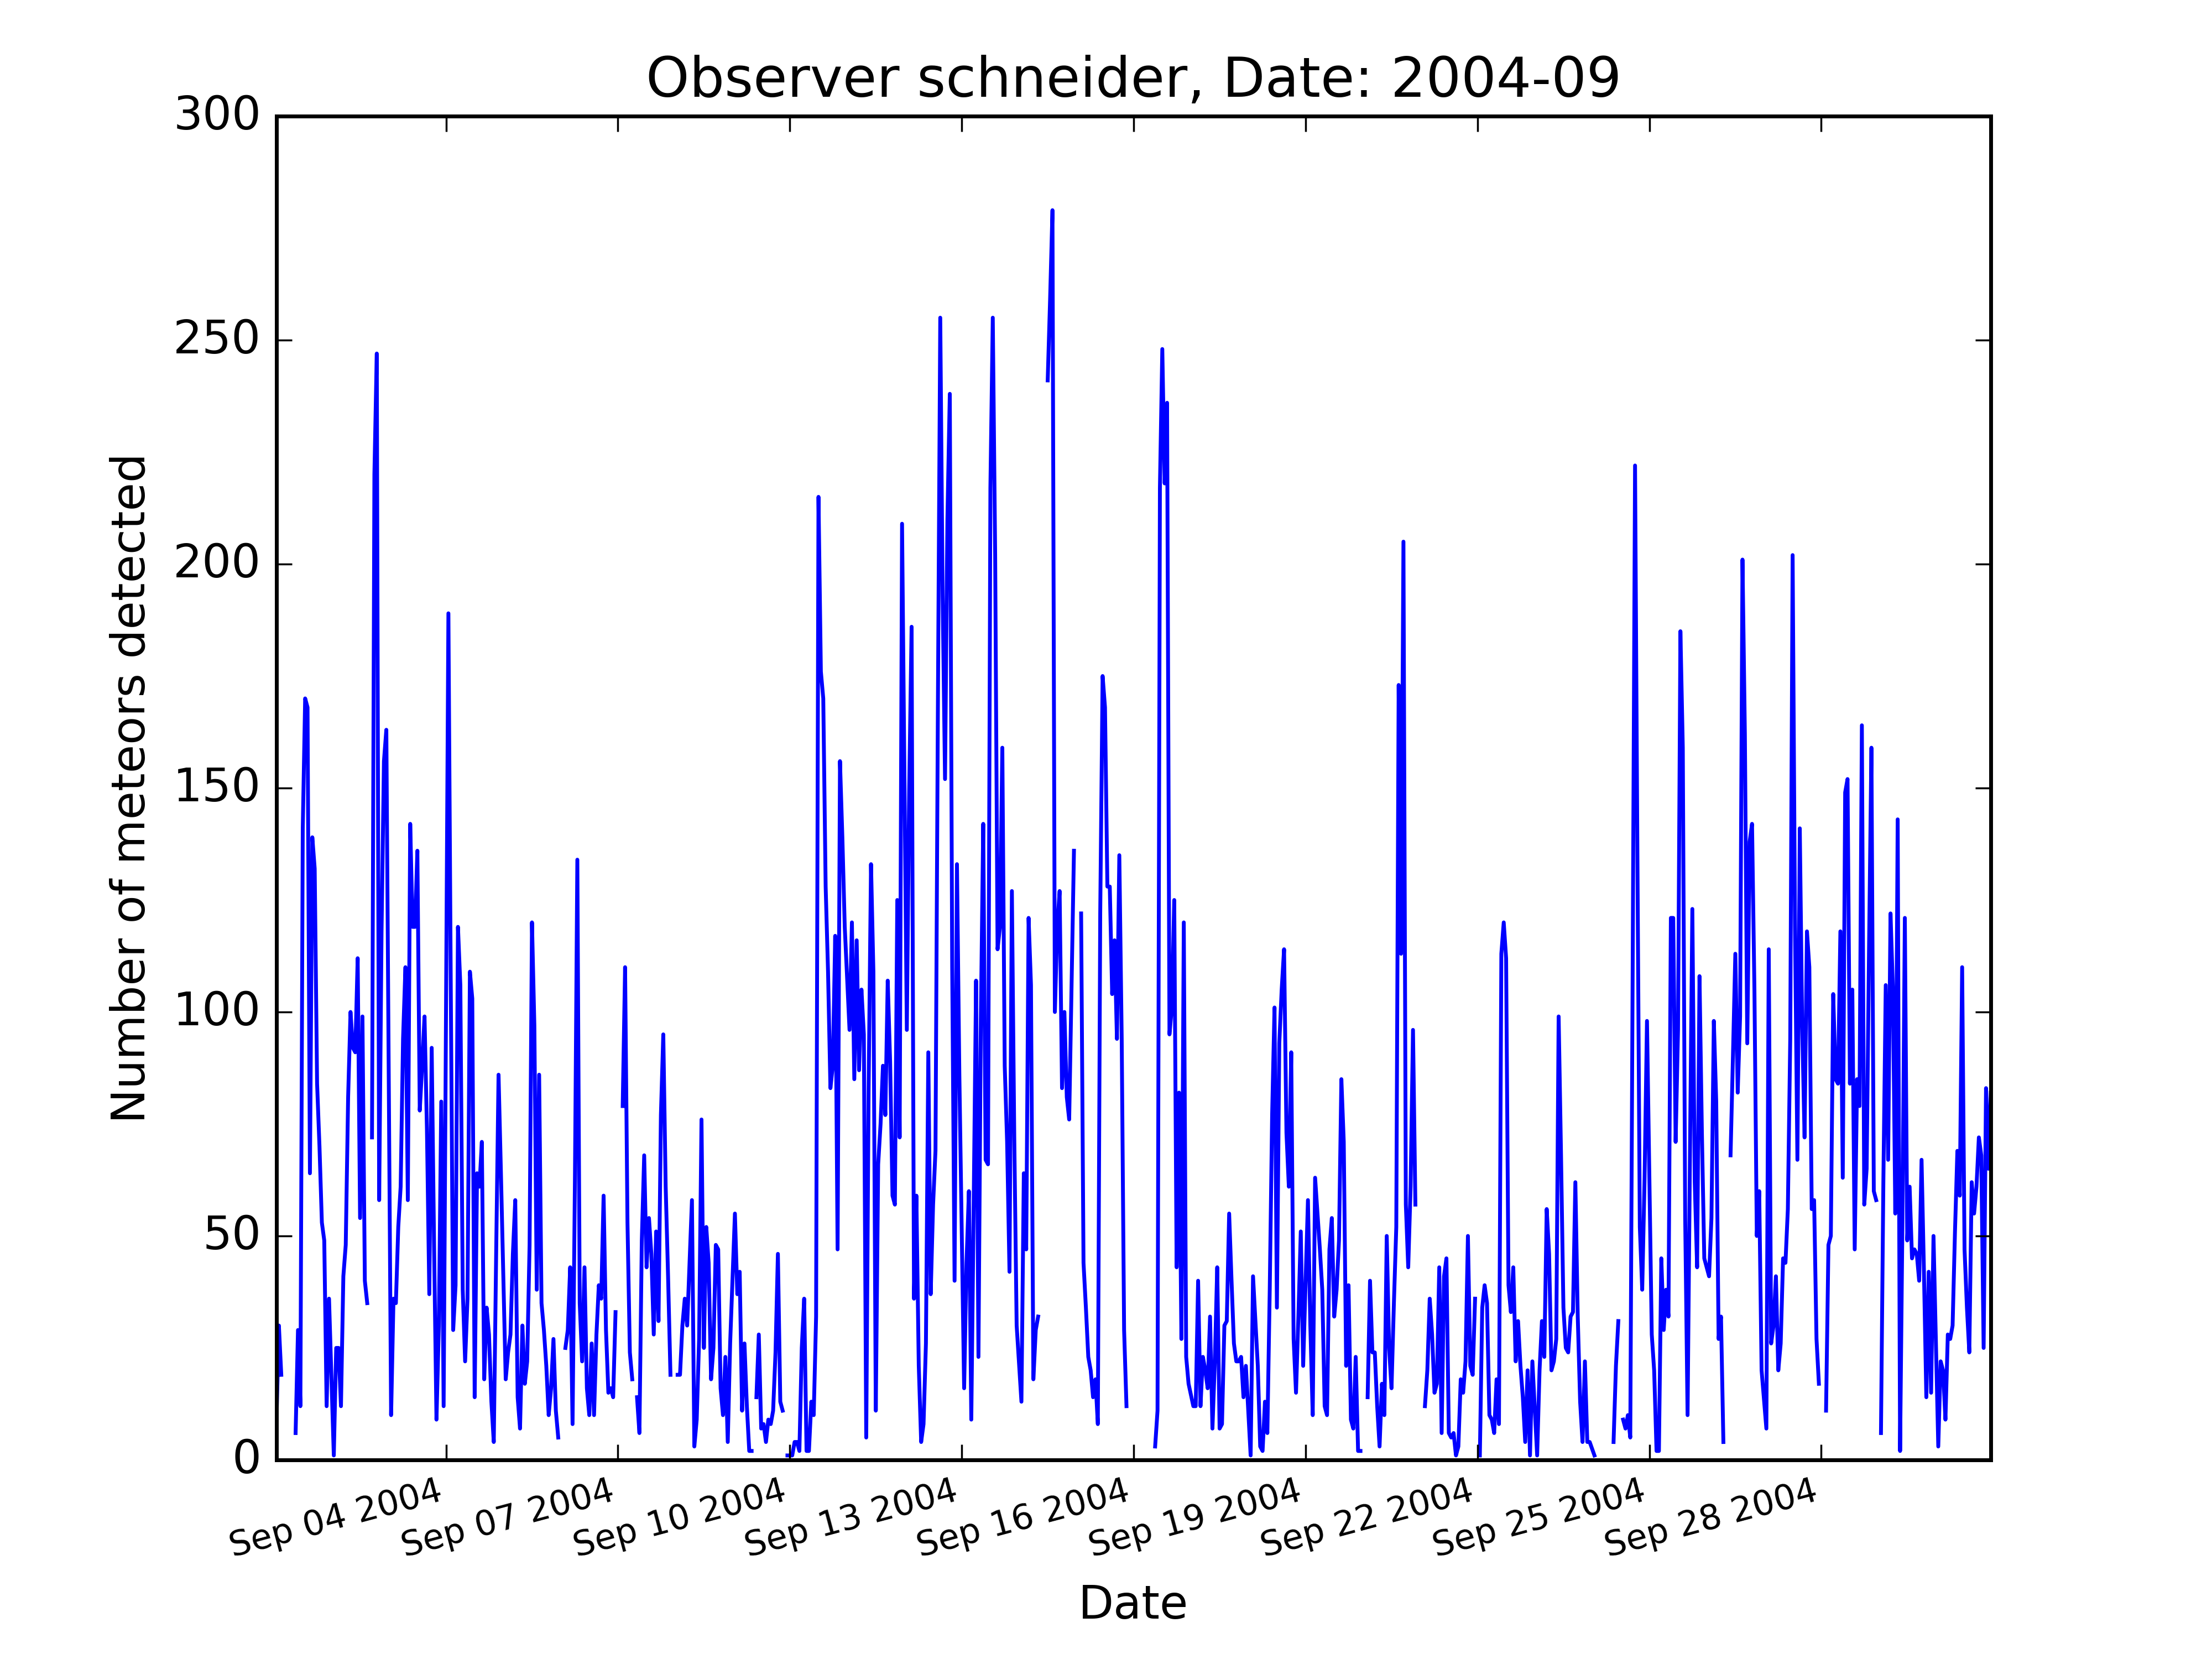 Observer schneider, Date: 2004-09
300
250
200
150
100
50
0
Number of meteors detected
Sep 04 2004
Sep 07 2004
Sep 10 2004
Sep 13 2004
Sep 16 2004
Sep 19 2004
Sep 22 2004
Sep 25 2004
Sep 28 2004
Date